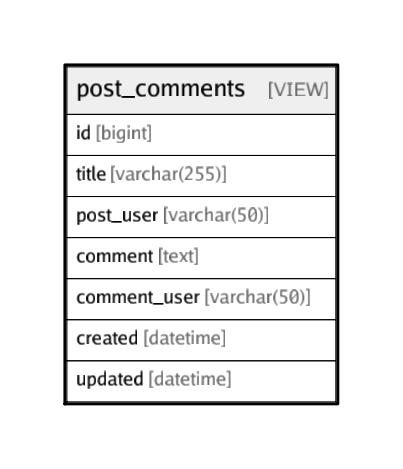 post_comments [VIEW]
id [bigint]
title [varchar(255)]
post_user [varchar(50)]
comment [text]
comment_user [varchar(50)]
created [datetime]
updated [datetime]